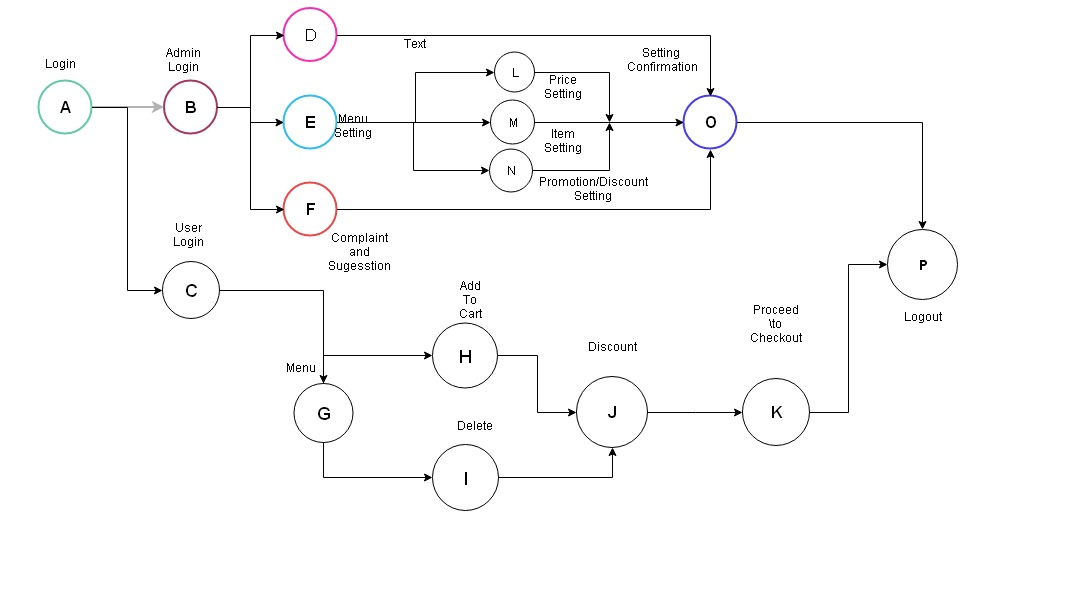 D
Text
Admin
Login
Setting
Confirmation
Login
L
Price
Setting
A
B
E
Menu
Setting
M
O
Item
Setting
N
Promotion/Discount
Setting
F
User
Login
Complaint
and
Sugesstion
C
P
Add
To
Cart
Proceed
\to
Checkout
Logout
Discount
H
Menu
G
J
K
Delete
I